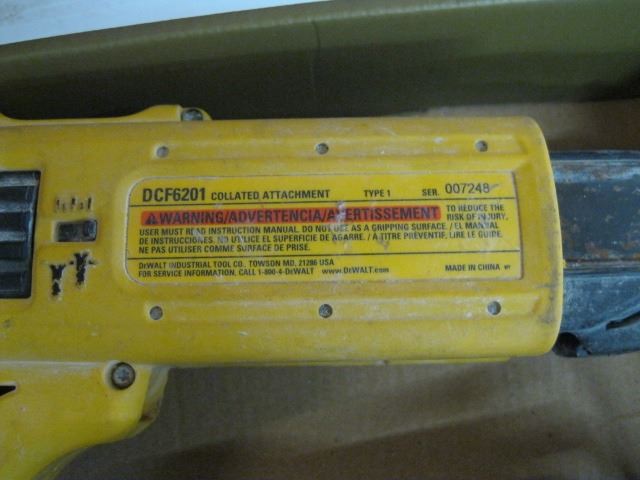 DCF6201 COLLATED ATTACHMENT TYPE 1 SER. 007248
WARNING/ADVERTENCIA/AVERTISSEMENT TO REDUCE THE RISK OF INJURY,
USER MUST READ INSTRUCTION MANUAL. DO NOT USE AS A GRIPPING SURFACE. / EL MANUAL
DE INSTRUCCIONES. NO UTILICE EL SUPERFICIE DE AGARRE. / À TITRE PRÉVENTIF, LIRE LE GUIDE.
NE PAS UTILISER COMME SURFACE DE PRISE.
DEWALT INDUSTRIAL TOOL CO. TOWSON MD, 21286 USA
FOR SERVICE INFORMATION, CALL 1-800-4-DEWALT www.DEWALT.com MADE IN CHINA